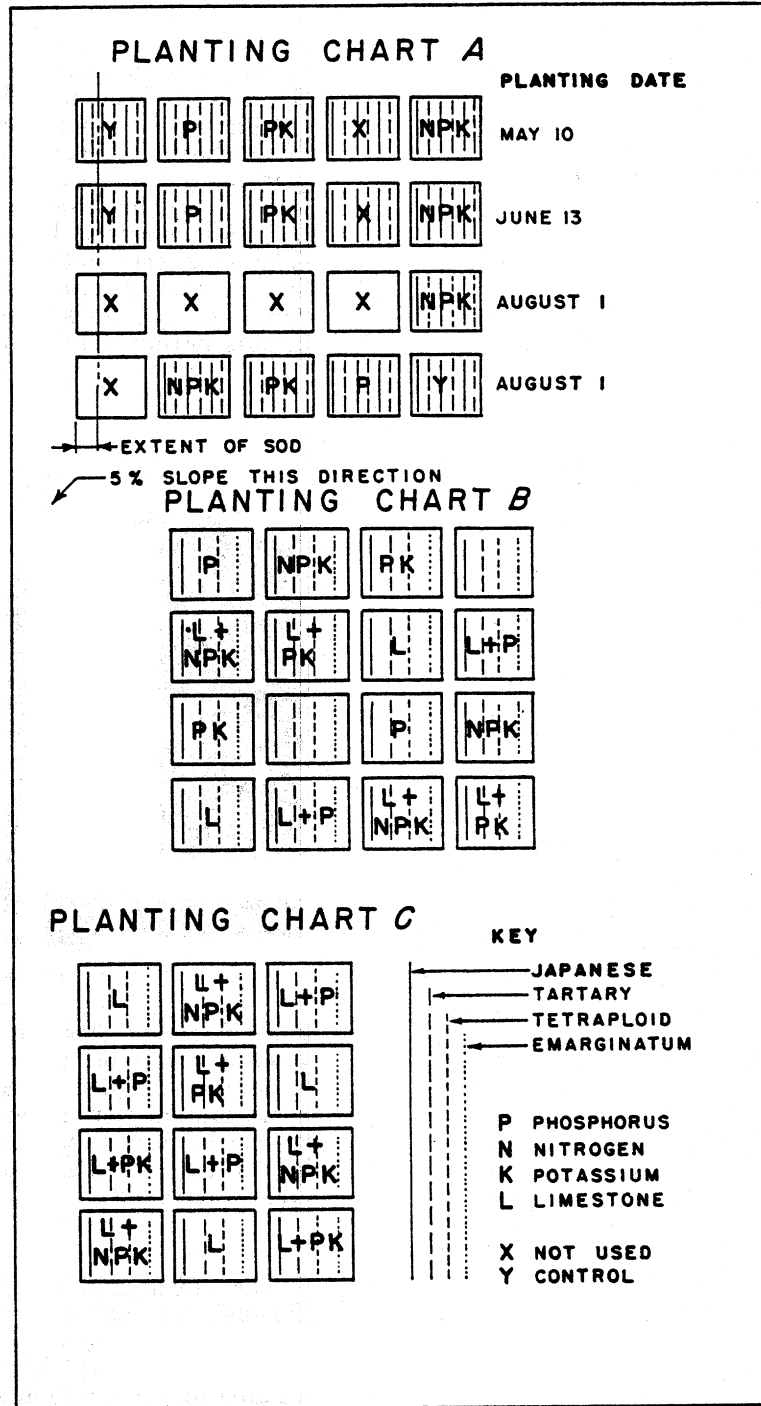 PLANTING CHART A
PLANTING DATE
Y P PK X NPK MAY 10
Y P PK X NPK JUNE 13
X X X X NPK AUGUST 1
X NPK PK P Y AUGUST 1
EXTENT OF SOD
5% SLOPE THIS DIRECTION
PLANTING CHART B
P NPK PK
L + L +
NPK PK L L+P
PK P NPK
L L+P L + NPK L + PK
PLANTING CHART C
KEY
L L + NPK L+P
L+P L + PK L
L+PK L+P L + NPK
L + NPK L L+PK
JAPANESE
TARTARY
TETRAPLOID
EMARGINATUM
P PHOSPHORUS
N NITROGEN
K POTASSIUM
L LIMESTONE
X NOT USED
Y CONTROL